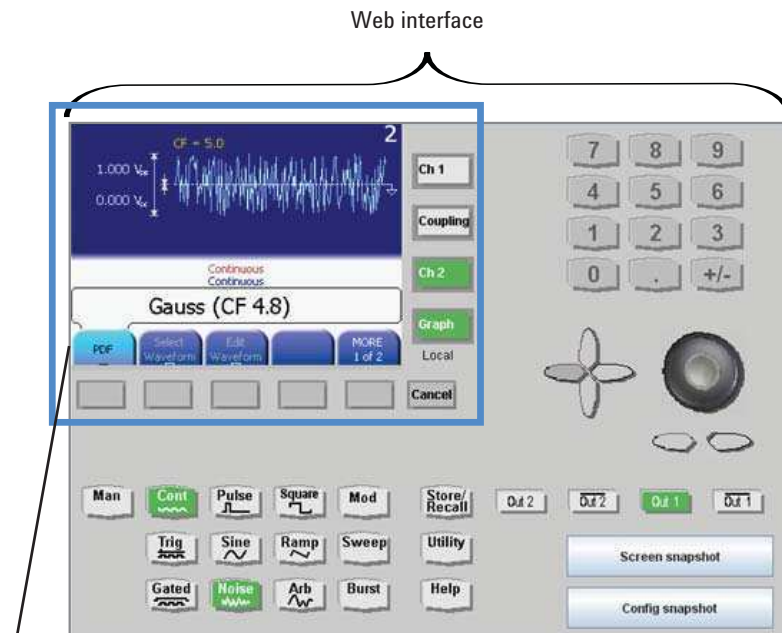 Web interface
CF = 5.0
2
1.000 Vpp
0.000 Vdc
Ch 1
Coupling
Ch 2
Graph
Local
Continuous
Continuous
Gauss (CF 4.8)
PDF
Select Waveform
Edit Waveform
MORE 1 of 2
Cancel
7 8 9
4 5 6
1 2 3
0 . +/-
Man Cont Pulse Square Mod Store/Recall Out 2 Out 2 Out 1 Out 1
Trig Sine Ramp Sweep Utility
Screen snapshot
Gated Noise Arb Burst Help
Config snapshot